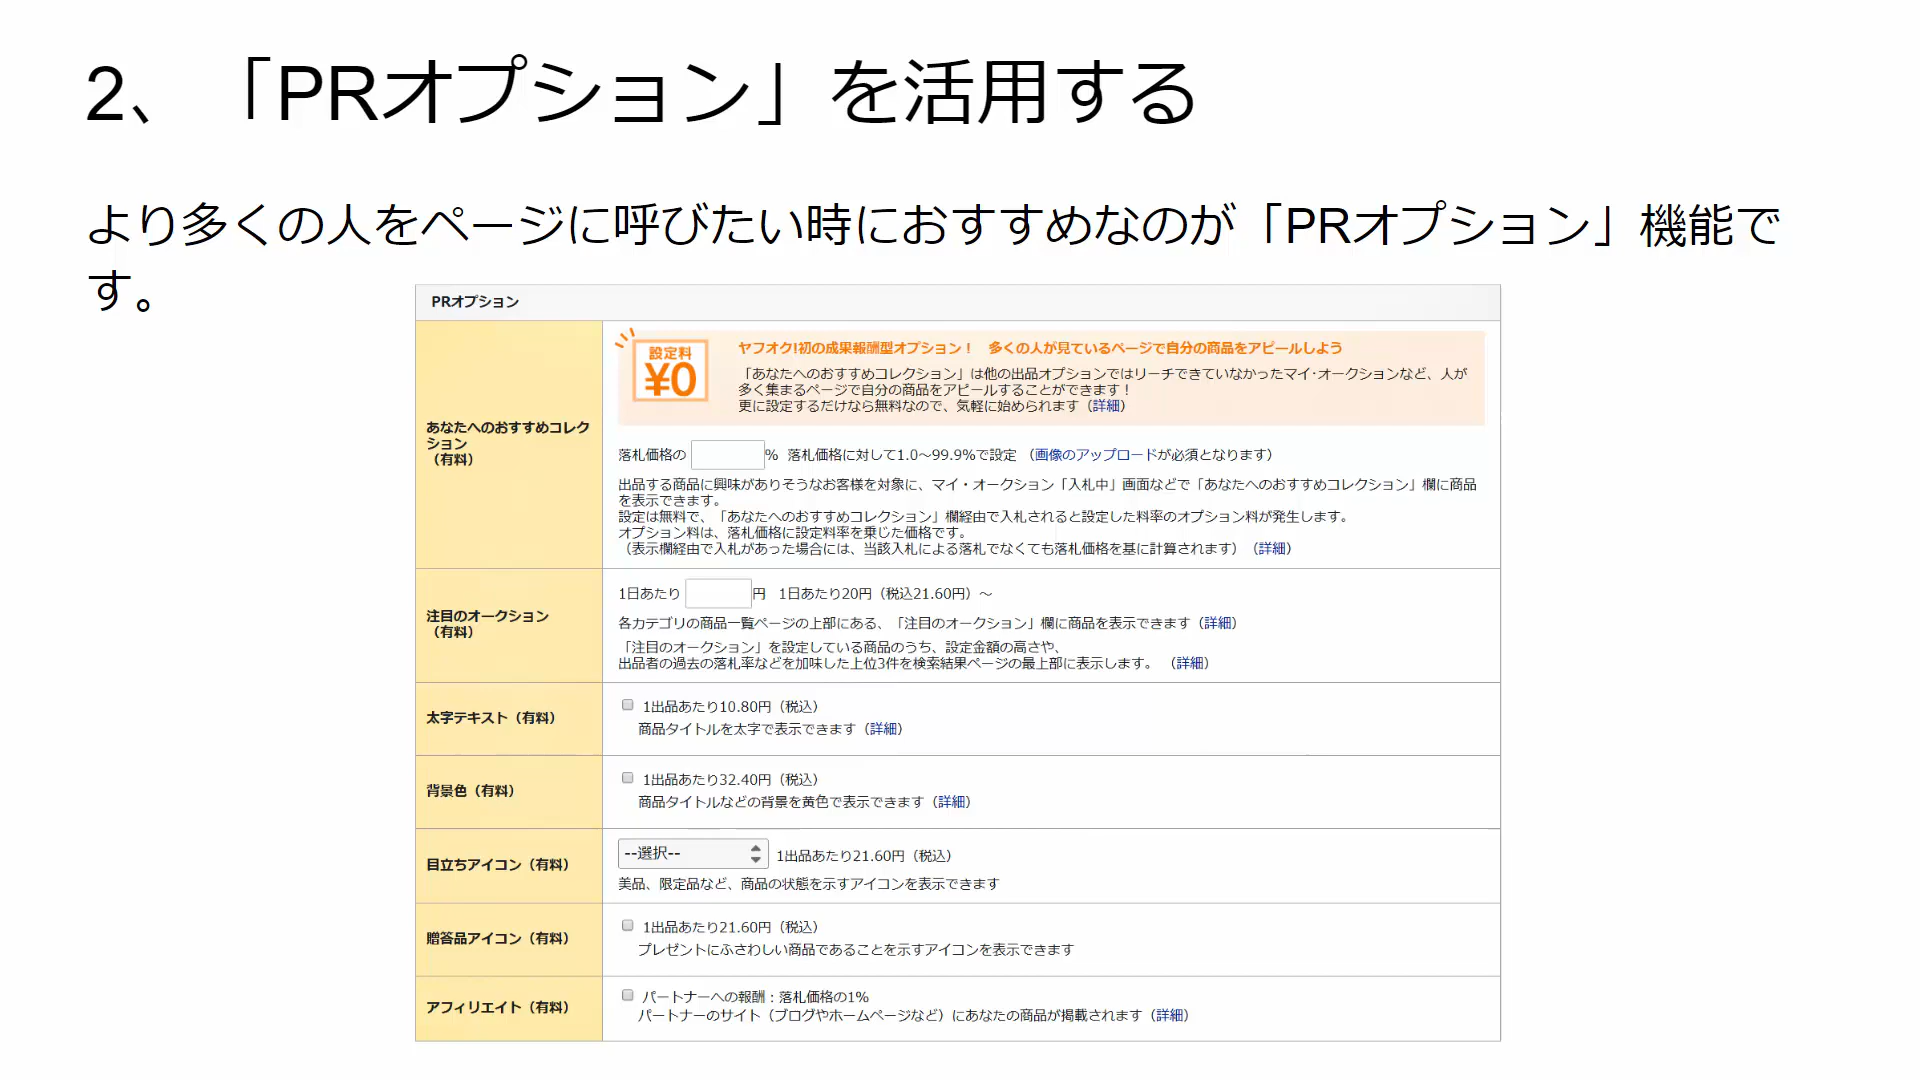 2、「PRオプション」を活用する
より多くの人をページに呼びたい時におすすめなのが「PRオプション」機能で
す。
PRオプション
あなたへのおすすめコレク
ション
（有料）
設定料
¥0
ヤフオク!初の成果報酬型オプション！　多くの人が見ているページで自分の商品をアピールしよう
「あなたへのおすすめコレクション」は他の出品オプションではリーチできていなかったマイ･オークションなど、人が
多く集まるページで自分の商品をアピールすることができます！
更に設定するだけなら無料なので、気軽に始められます（詳細）
落札価格の %　落札価格に対して1.0～99.9%で設定　（画像のアップロードが必須となります）
出品する商品に興味がありそうなお客様を対象に、マイ・オークション「入札中」画面などで「あなたへのおすすめコレクション」欄に商品
を表示できます。
設定は無料で、「あなたへのおすすめコレクション」欄経由で入札されると設定した料率のオプション料が発生します。
オプション料は、落札価格に設定料率を乗じた価格です。
（表示欄経由で入札があった場合には、当該入札による落札でなくても落札価格を基に計算されます）（詳細）
注目のオークション
（有料）
1日あたり 円　1日あたり20円（税込21.60円）～
各カテゴリの商品一覧ページの上部にある、「注目のオークション」欄に商品を表示できます（詳細）
「注目のオークション」を設定している商品のうち、設定金額の高さや、
出品者の過去の落札率などを加味した上位3件を検索結果ページの最上部に表示します。（詳細）
太字テキスト（有料）
1出品あたり10.80円（税込）
商品タイトルを太字で表示できます（詳細）
背景色（有料）
1出品あたり32.40円（税込）
商品タイトルなどの背景を黄色で表示できます（詳細）
目立ちアイコン（有料）
--選択-- 1出品あたり21.60円（税込）
美品、限定品など、商品の状態を示すアイコンを表示できます
贈答品アイコン（有料）
1出品あたり21.60円（税込）
プレゼントにふさわしい商品であることを示すアイコンを表示できます
アフィリエイト（有料）
パートナーへの報酬：落札価格の1%
パートナーのサイト（ブログやホームページなど）にあなたの商品が掲載されます（詳細）